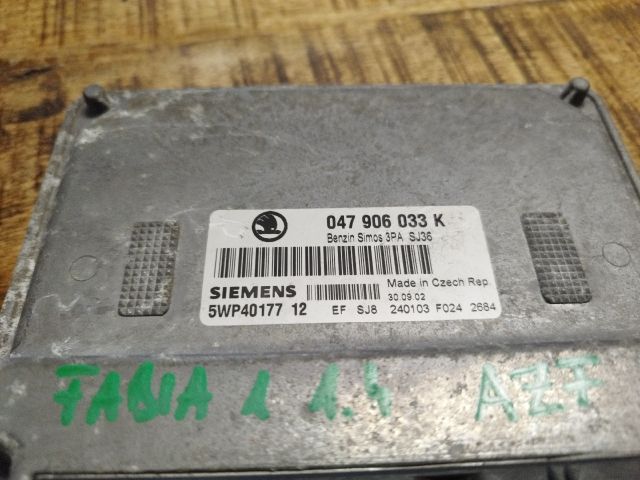 047 906 033 K
Benzin Simos 3PA SJ36
Made in Czech Rep.
SIEMENS 30.09.02
5WP40177 12 EF SJ8 240103 F024 2684
FABIA 1 1.4 AZF